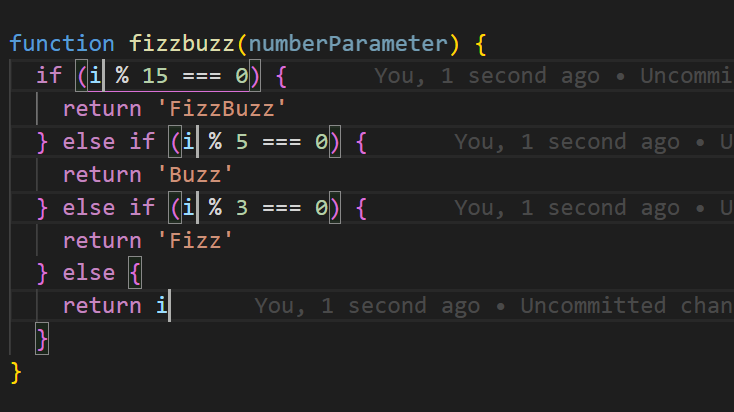 function fizzbuzz(numberParameter) {
  if (i % 15 === 0) {      You, 1 second ago • Uncommi
    return 'FizzBuzz'
  } else if (i % 5 === 0) {      You, 1 second ago • U
    return 'Buzz'
  } else if (i % 3 === 0) {      You, 1 second ago • U
    return 'Fizz'
  } else {
    return i      You, 1 second ago • Uncommitted chan
  }
}